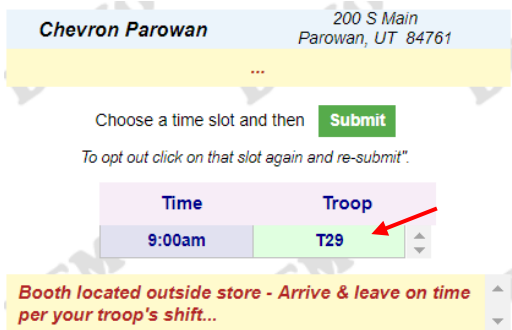 Chevron Parowan
200 S Main
Parowan, UT 84761
...
Choose a time slot and then Submit
To opt out click on that slot again and re-submit".
Time Troop
9:00am T29
Booth located outside store - Arrive & leave on time
per your troop's shift...